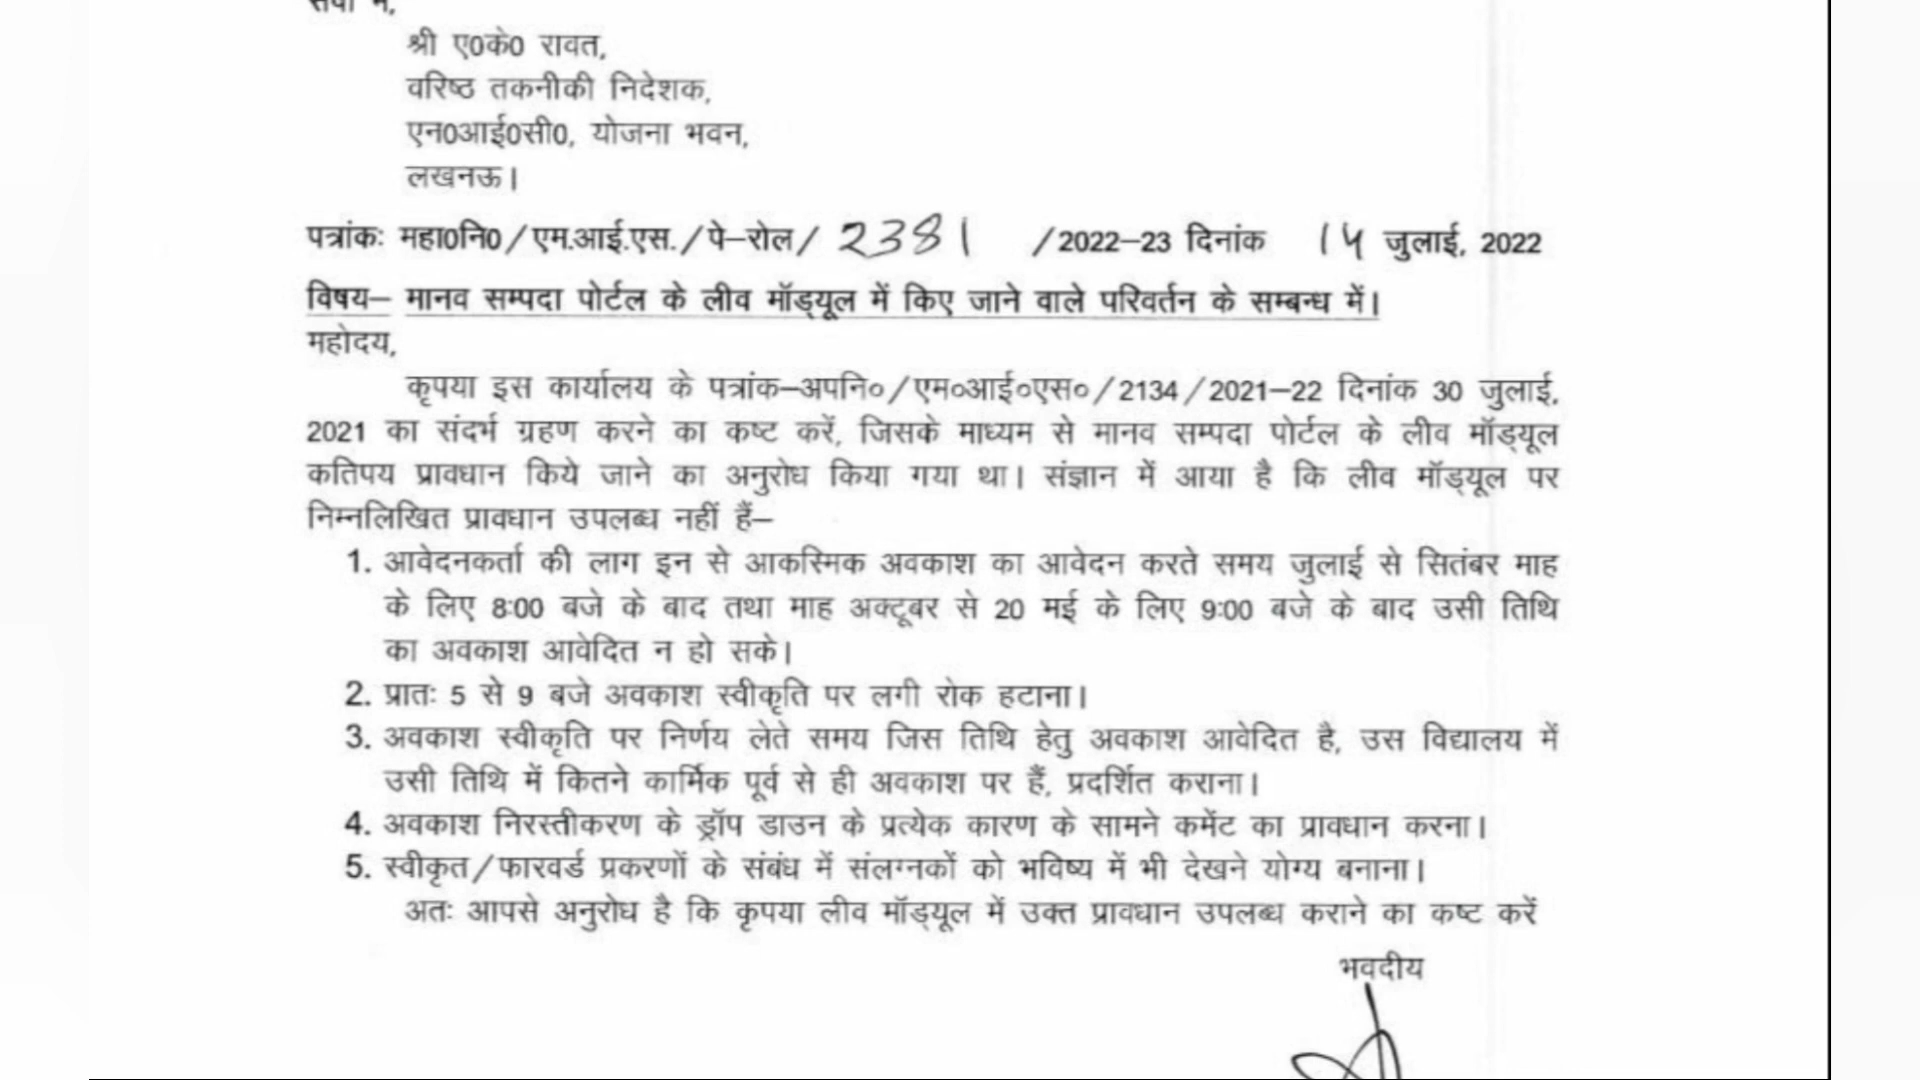 सेवा में,
श्री ए0के0 रावत,
वरिष्ठ तकनीकी निदेशक,
एन0आई0सी0, योजना भवन,
लखनऊ।
पत्रांकः महा0नि0/एम.आई.एस./पे–रोल/ 2381 /2022–23 दिनांक 14 जुलाई, 2022
विषय– मानव सम्पदा पोर्टल के लीव मॉड्यूल में किए जाने वाले परिवर्तन के सम्बन्ध में।
महोदय,
कृपया इस कार्यालय के पत्रांक–अपनि०/एम०आई०एस०/2134/2021–22 दिनांक 30 जुलाई,
2021 का संदर्भ ग्रहण करने का कष्ट करें, जिसके माध्यम से मानव सम्पदा पोर्टल के लीव मॉड्यूल
कतिपय प्रावधान किये जाने का अनुरोध किया गया था। संज्ञान में आया है कि लीव मॉड्यूल पर
निम्नलिखित प्रावधान उपलब्ध नहीं हैं–
1. आवेदनकर्ता की लाग इन से आकस्मिक अवकाश का आवेदन करते समय जुलाई से सितंबर माह
के लिए 8:00 बजे के बाद तथा माह अक्टूबर से 20 मई के लिए 9:00 बजे के बाद उसी तिथि
का अवकाश आवेदित न हो सके।
2. प्रातः 5 से 9 बजे अवकाश स्वीकृति पर लगी रोक हटाना।
3. अवकाश स्वीकृति पर निर्णय लेते समय जिस तिथि हेतु अवकाश आवेदित है, उस विद्यालय में
उसी तिथि में कितने कार्मिक पूर्व से ही अवकाश पर हैं, प्रदर्शित कराना।
4. अवकाश निरस्तीकरण के ड्रॉप डाउन के प्रत्येक कारण के सामने कमेंट का प्रावधान करना।
5. स्वीकृत/फारवर्ड प्रकरणों के संबंध में संलग्नकों को भविष्य में भी देखने योग्य बनाना।
अतः आपसे अनुरोध है कि कृपया लीव मॉड्यूल में उक्त प्रावधान उपलब्ध कराने का कष्ट करें
भवदीय